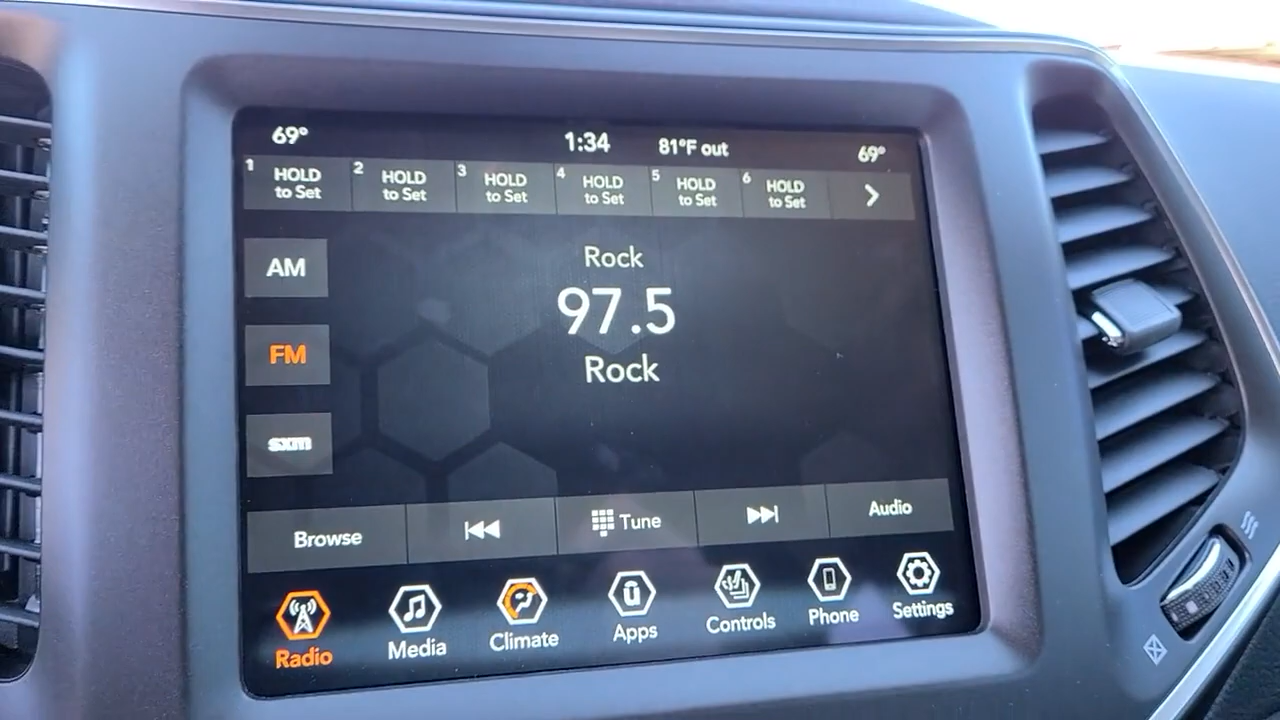 69° 1:34 81°F out 69°
1 HOLD to Set 2 HOLD to Set 3 HOLD to Set 4 HOLD to Set 5 HOLD to Set 6 HOLD to Set
AM
Rock
97.5
FM
Rock
sxm
Browse Tune Audio
Radio Media Climate Apps Controls Phone Settings